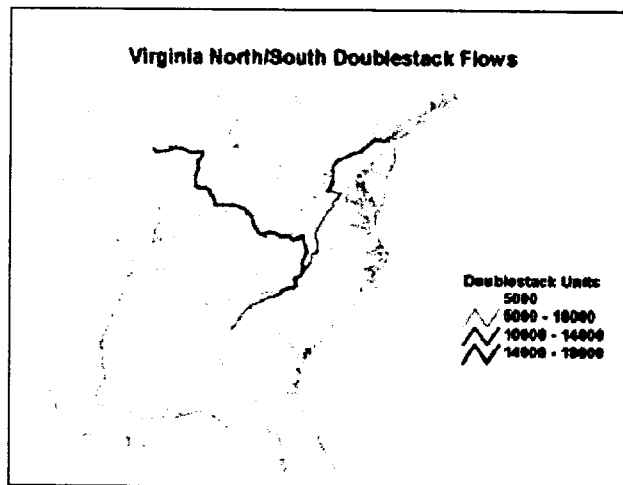 Virginia North/South Doublestack Flows
Doublestack Units
5000
5000 - 10000
10000 - 14000
14000 - 19000